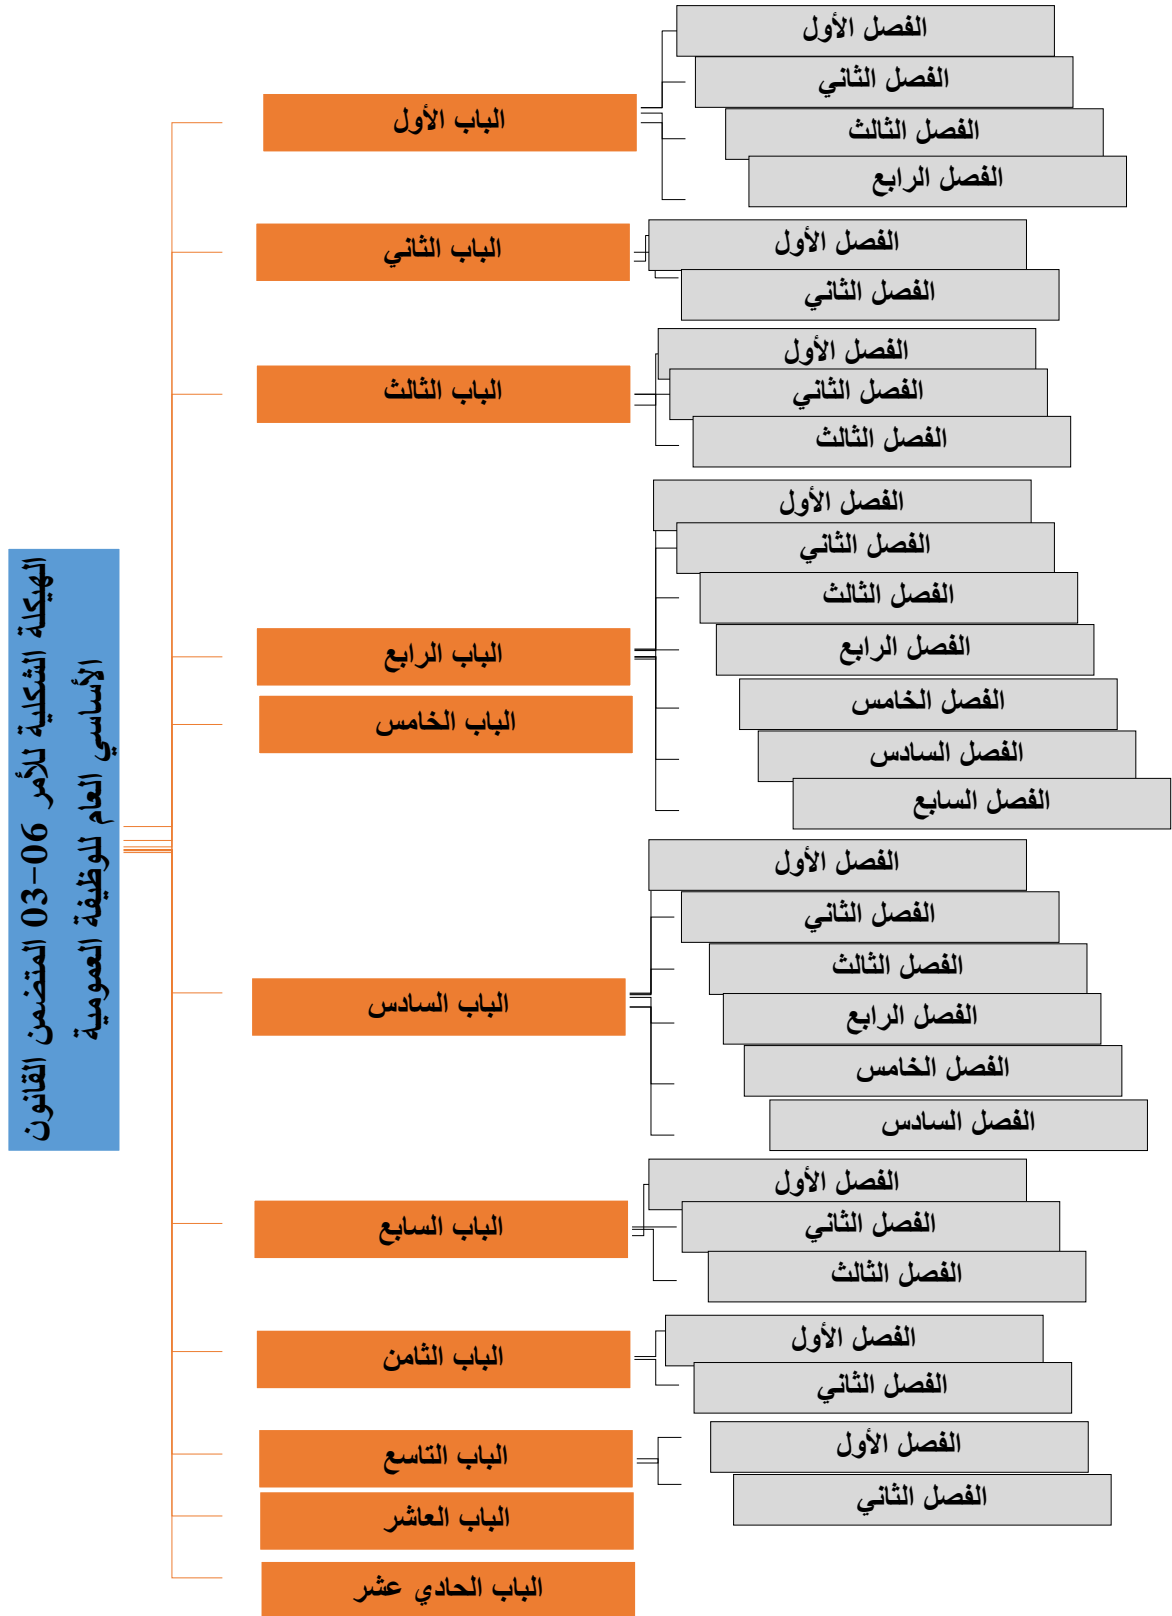 الهيكلة الشكلية للأمر 06-03 المتضمن القانون
الأساسي العام للوظيفة العمومية
الباب الأول
الفصل الأول
الفصل الثاني
الفصل الثالث
الفصل الرابع
الباب الثاني
الفصل الأول
الفصل الثاني
الباب الثالث
الفصل الأول
الفصل الثاني
الفصل الثالث
الباب الرابع
الفصل الأول
الفصل الثاني
الفصل الثالث
الفصل الرابع
الفصل الخامس
الفصل السادس
الفصل السابع
الباب الخامس
الباب السادس
الفصل الأول
الفصل الثاني
الفصل الثالث
الفصل الرابع
الفصل الخامس
الفصل السادس
الباب السابع
الفصل الأول
الفصل الثاني
الفصل الثالث
الباب الثامن
الفصل الأول
الفصل الثاني
الباب التاسع
الفصل الأول
الفصل الثاني
الباب العاشر
الباب الحادي عشر